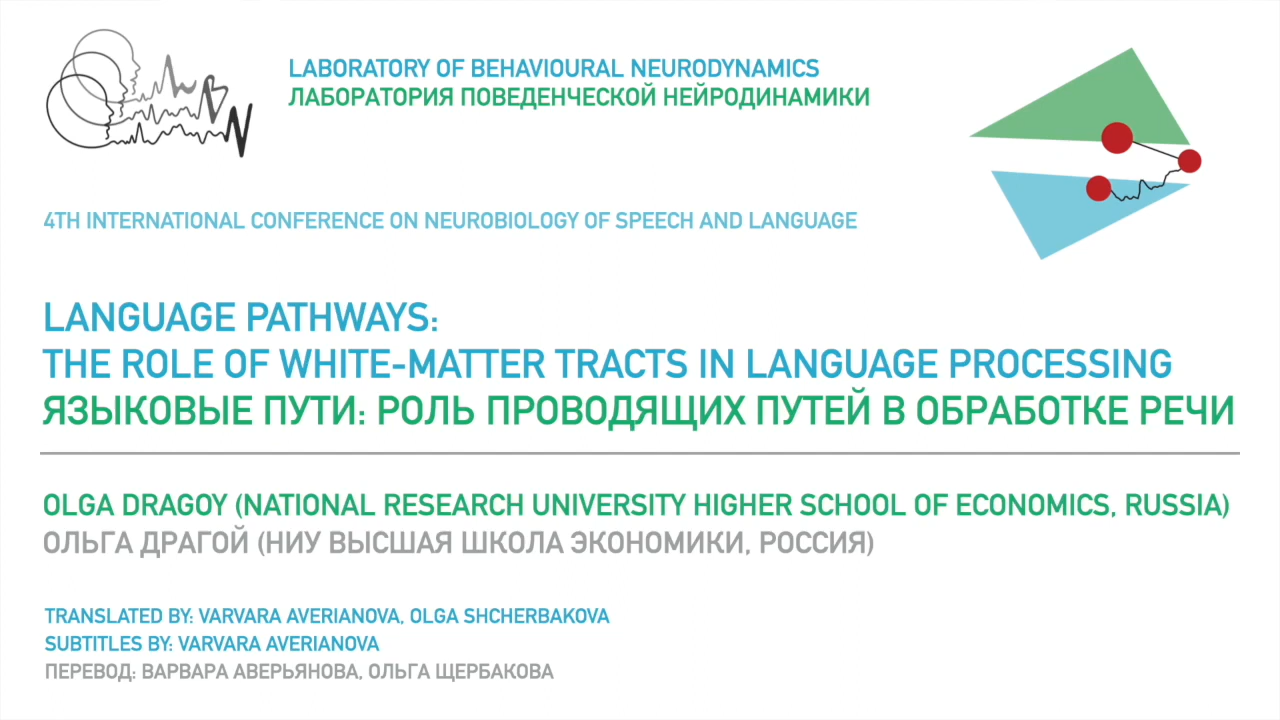 LBN
LABORATORY OF BEHAVIOURAL NEURODYNAMICS
ЛАБОРАТОРИЯ ПОВЕДЕНЧЕСКОЙ НЕЙРОДИНАМИКИ
4TH INTERNATIONAL CONFERENCE ON NEUROBIOLOGY OF SPEECH AND LANGUAGE
LANGUAGE PATHWAYS:
THE ROLE OF WHITE-MATTER TRACTS IN LANGUAGE PROCESSING
ЯЗЫКОВЫЕ ПУТИ: РОЛЬ ПРОВОДЯЩИХ ПУТЕЙ В ОБРАБОТКЕ РЕЧИ
OLGA DRAGOY (NATIONAL RESEARCH UNIVERSITY HIGHER SCHOOL OF ECONOMICS, RUSSIA)
ОЛЬГА ДРАГОЙ (НИУ ВЫСШАЯ ШКОЛА ЭКОНОМИКИ, РОССИЯ)
TRANSLATED BY: VARVARA AVERIANOVA, OLGA SHCHERBAKOVA
SUBTITLES BY: VARVARA AVERIANOVA
ПЕРЕВОД: ВАРВАРА АВЕРЬЯНОВА, ОЛЬГА ЩЕРБАКОВА